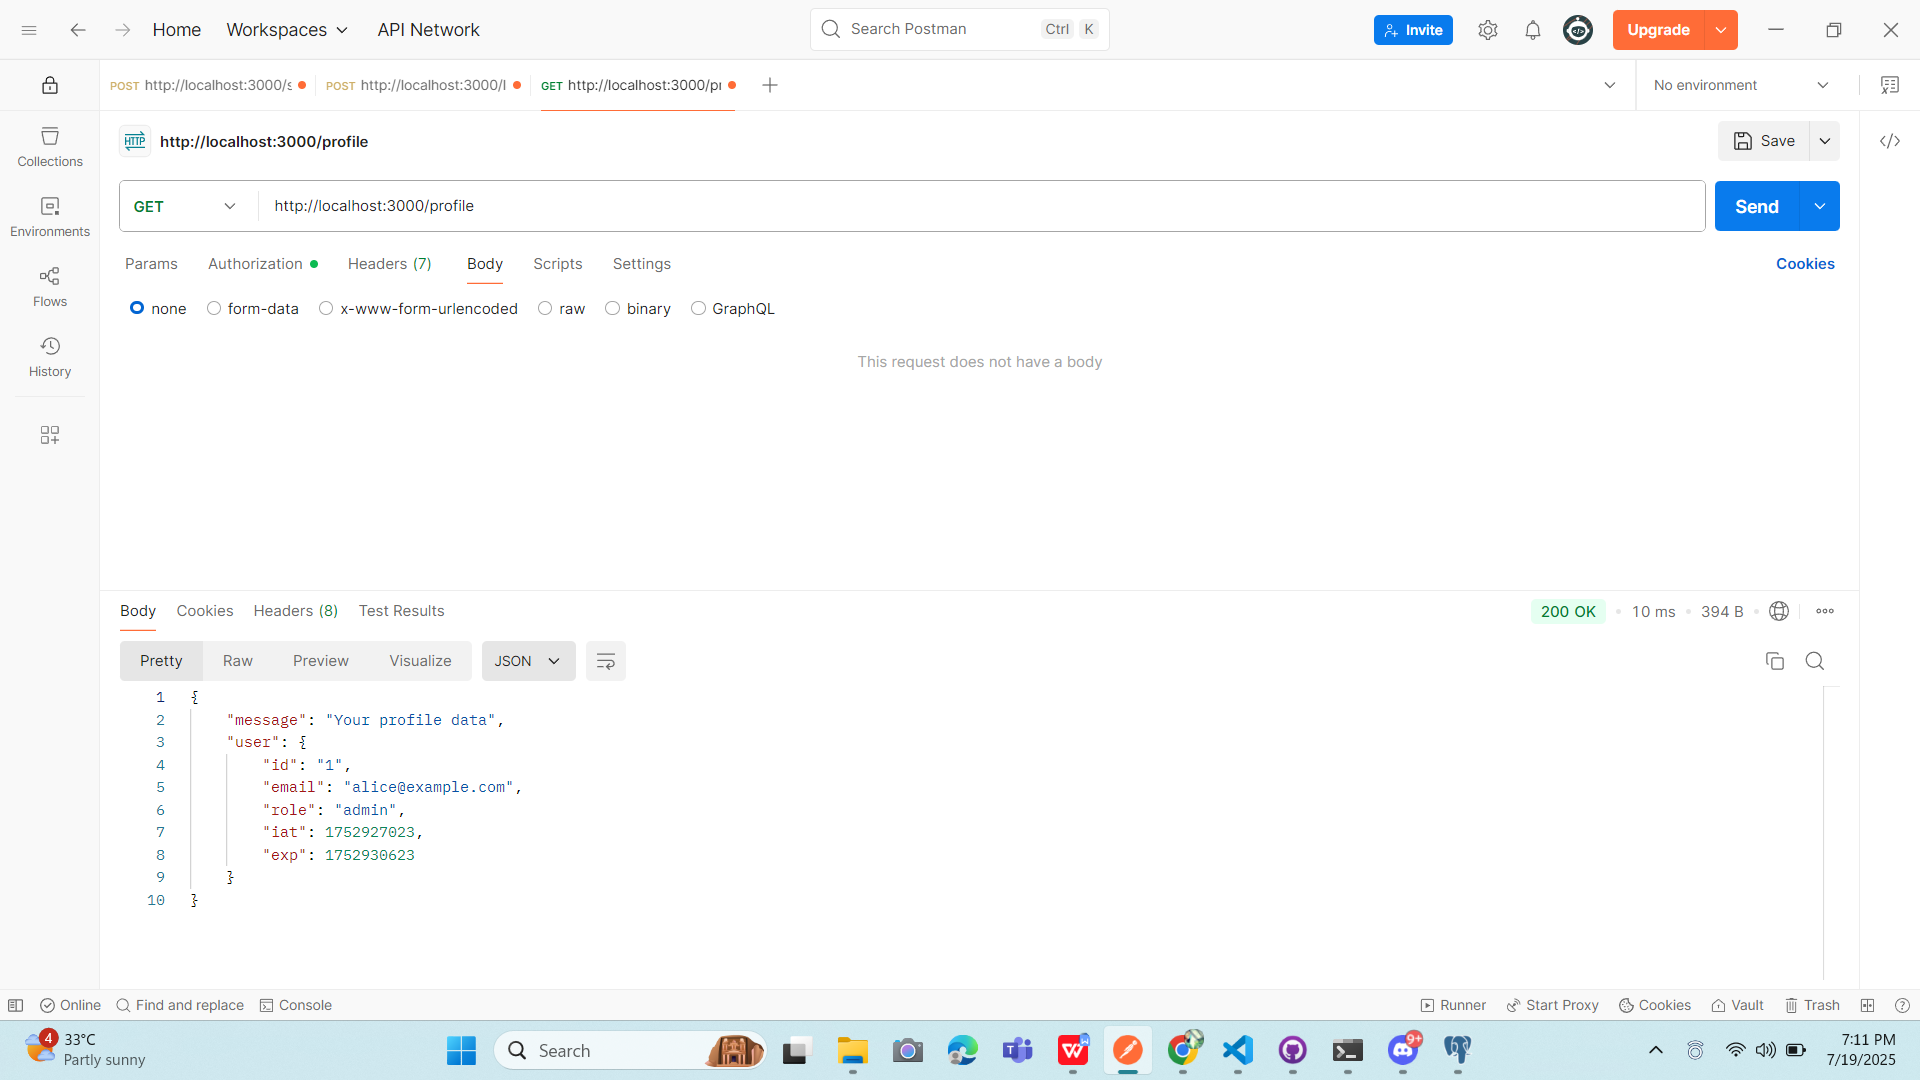 Home Workspaces API Network Search Postman Ctrl K Invite Upgrade
POST http://localhost:3000/s POST http://localhost:3000/l GET http://localhost:3000/pr No environment
HTTP http://localhost:3000/profile Save
Collections
Environments
Flows
History
GET http://localhost:3000/profile Send
Params Authorization Headers (7) Body Scripts Settings Cookies
none form-data x-www-form-urlencoded raw binary GraphQL
This request does not have a body
Body Cookies Headers (8) Test Results 200 OK 10 ms 394 B
Pretty Raw Preview Visualize JSON
1 {
2 "message": "Your profile data",
3 "user": {
4 "id": "1",
5 "email": "alice@example.com",
6 "role": "admin",
7 "iat": 1752927023,
8 "exp": 1752930623
9 }
10 }
Online Find and replace Console Runner Start Proxy Cookies Vault Trash
4 33°C
Partly sunny
Search
9+
7:11 PM
7/19/2025